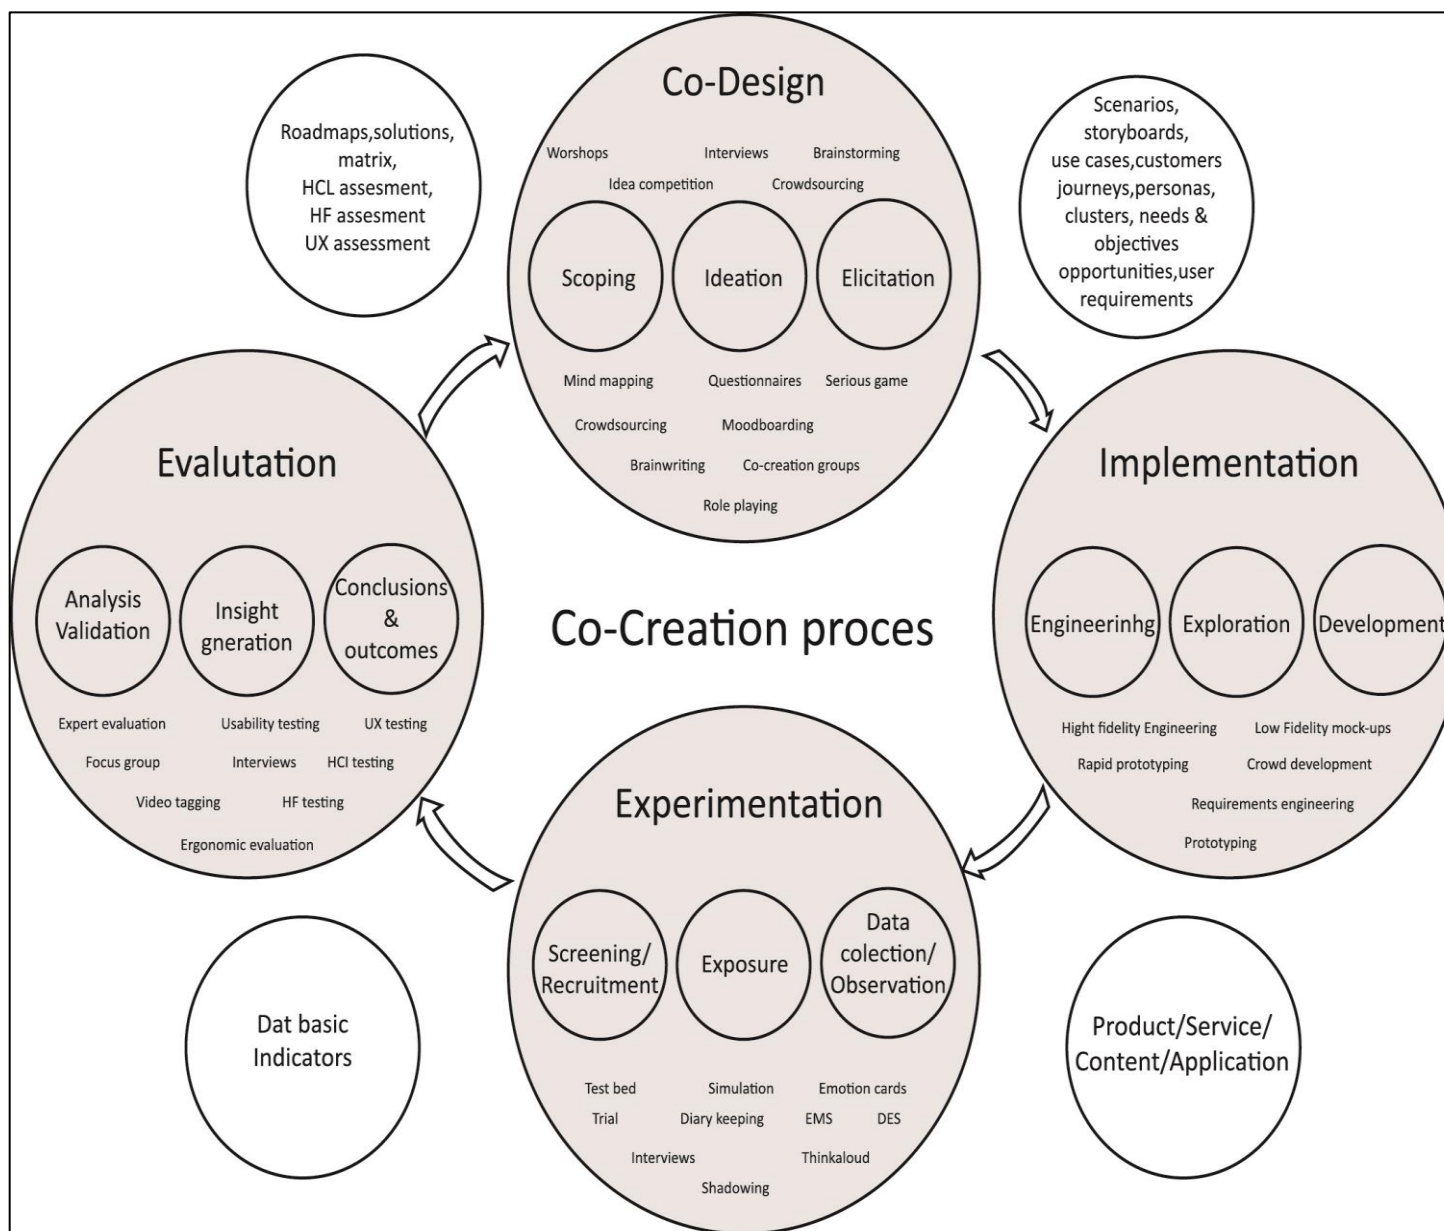 Co-Design
Worshops
Interviews
Brainstorming
Idea competition
Crowdsourcing
Scoping
Ideation
Elicitation
Mind mapping
Questionnaires
Serious game
Crowdsourcing
Moodboarding
Brainwriting
Co-creation groups
Role playing
Scenarios,
storyboards,
use cases,customers
journeys,personas,
clusters, needs &
objectives
opportunities,user
requirements
Implementation
Engineerinhg
Exploration
Development
Hight fidelity Engineering
Low Fidelity mock-ups
Rapid prototyping
Crowd development
Requirements engineering
Prototyping
Product/Service/
Content/Application
Experimentation
Screening/
Recruitment
Exposure
Data
colection/
Observation
Test bed
Simulation
Emotion cards
Trial
Diary keeping
EMS
DES
Interviews
Thinkaloud
Shadowing
Dat basic
Indicators
Evalutation
Analysis
Validation
Insight
gneration
Conclusions
&
outcomes
Expert evaluation
Usability testing
UX testing
Focus group
Interviews
HCI testing
Video tagging
HF testing
Ergonomic evaluation
Roadmaps,solutions,
matrix,
HCL assesment,
HF assesment
UX assessment
Co-Creation proces